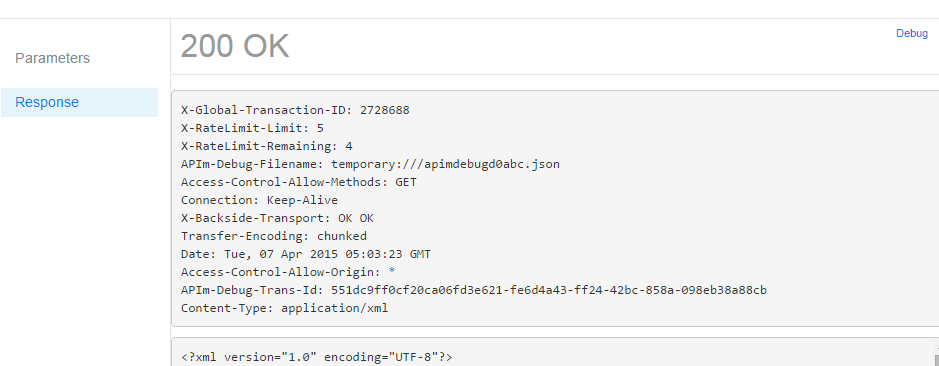 200 OK
Debug
Parameters
Response
X-Global-Transaction-ID: 2728688
X-RateLimit-Limit: 5
X-RateLimit-Remaining: 4
APIm-Debug-Filename: temporary:///apimdebugd0abc.json
Access-Control-Allow-Methods: GET
Connection: Keep-Alive
X-Backside-Transport: OK OK
Transfer-Encoding: chunked
Date: Tue, 07 Apr 2015 05:03:23 GMT
Access-Control-Allow-Origin: *
APIm-Debug-Trans-Id: 551dc9ff0cf20ca06fd3e621-fe6d4a43-ff24-42bc-858a-098eb38a88cb
Content-Type: application/xml
<?xml version="1.0" encoding="UTF-8"?>